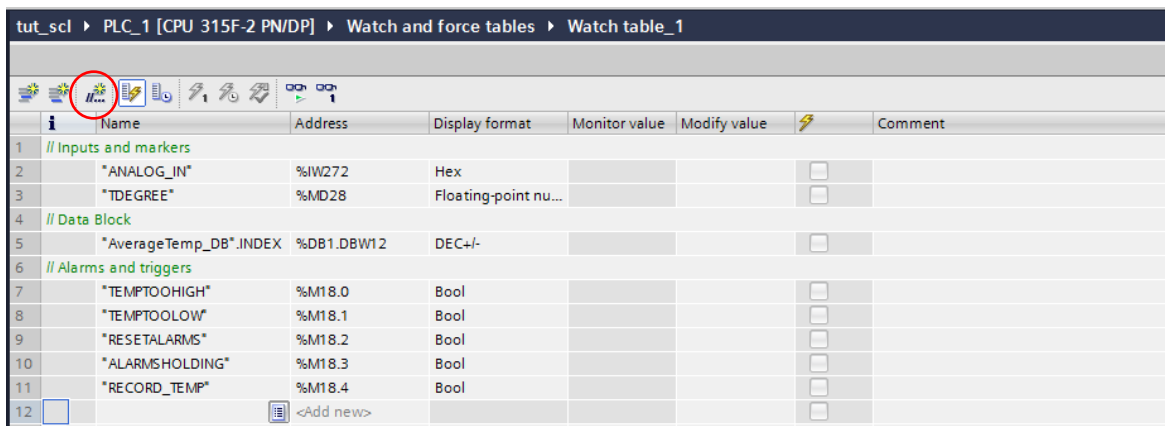 tut_scl ▸ PLC_1 [CPU 315F-2 PN/DP] ▸ Watch and force tables ▸ Watch table_1
i Name Address Display format Monitor value Modify value Comment
1 // Inputs and markers
2 "ANALOG_IN" %IW272 Hex
3 "TDEGREE" %MD28 Floating-point nu...
4 // Data Block
5 "AverageTemp_DB".INDEX %DB1.DBW12 DEC+/-
6 // Alarms and triggers
7 "TEMPTOOHIGH" %M18.0 Bool
8 "TEMPTOOLOW" %M18.1 Bool
9 "RESETALARMS" %M18.2 Bool
10 "ALARMSHOLDING" %M18.3 Bool
11 "RECORD_TEMP" %M18.4 Bool
12 <Add new>